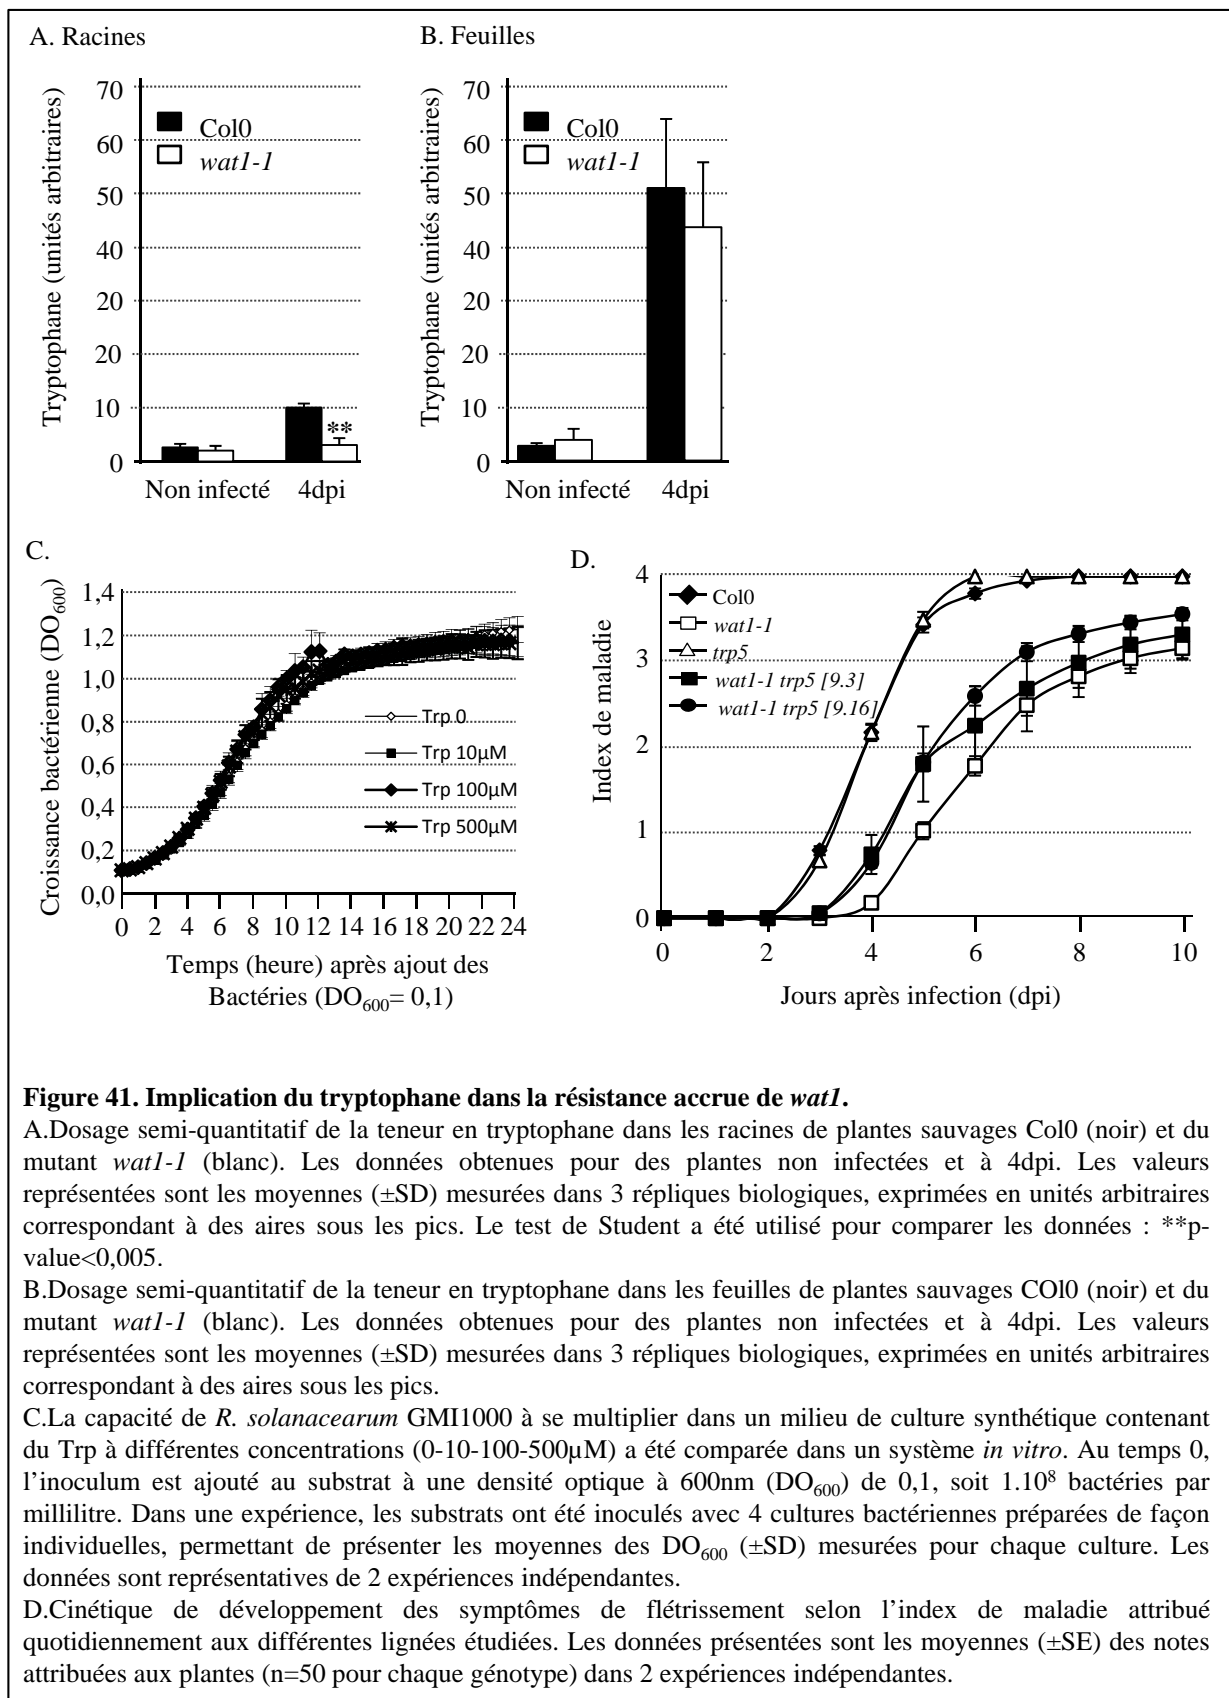 A. Racines
B. Feuilles
Tryptophane (unités arbitraires)
70
60
50
40
20
20
10
0
Col0
wat1-1
**
Non infecté
4dpi
Tryptophane (unités arbitraires)
70
60
50
40
20
20
10
0
Col0
wat1-1
Non infecté
4dpi
C.
Croissance bactérienne (DO600)
1,4
1,2
1,0
0,8
0,6
0,4
0,2
0,0
Trp 0
Trp 10µM
Trp 100µM
Trp 500µM
0 2 4 6 8 10 12 14 16 18 20 22 24
Temps (heure) après ajout des
Bactéries (DO600= 0,1)
D.
Index de maladie
4
3
2
1
0
Col0
wat1-1
trp5
wat1-1 trp5 [9.3]
wat1-1 trp5 [9.16]
0 2 4 6 8 10
Jours après infection (dpi)
Figure 41. Implication du tryptophane dans la résistance accrue de wat1.
A.Dosage semi-quantitatif de la teneur en tryptophane dans les racines de plantes sauvages Col0 (noir) et du
mutant wat1-1 (blanc). Les données obtenues pour des plantes non infectées et à 4dpi. Les valeurs
représentées sont les moyennes (±SD) mesurées dans 3 répliques biologiques, exprimées en unités arbitraires
correspondant à des aires sous les pics. Le test de Student a été utilisé pour comparer les données : **p-
value<0,005.
B.Dosage semi-quantitatif de la teneur en tryptophane dans les feuilles de plantes sauvages COl0 (noir) et du
mutant wat1-1 (blanc). Les données obtenues pour des plantes non infectées et à 4dpi. Les valeurs
représentées sont les moyennes (±SD) mesurées dans 3 répliques biologiques, exprimées en unités arbitraires
correspondant à des aires sous les pics.
C.La capacité de R. solanacearum GMI1000 à se multiplier dans un milieu de culture synthétique contenant
du Trp à différentes concentrations (0-10-100-500µM) a été comparée dans un système in vitro. Au temps 0,
l’inoculum est ajouté au substrat à une densité optique à 600nm (DO600) de 0,1, soit 1.10⁸ bactéries par
millilitre. Dans une expérience, les substrats ont été inoculés avec 4 cultures bactériennes préparées de façon
individuelles, permettant de présenter les moyennes des DO600 (±SD) mesurées pour chaque culture. Les
données sont représentatives de 2 expériences indépendantes.
D.Cinétique de développement des symptômes de flétrissement selon l’index de maladie attribué
quotidiennement aux différentes lignées étudiées. Les données présentées sont les moyennes (±SE) des notes
attribuées aux plantes (n=50 pour chaque génotype) dans 2 expériences indépendantes.